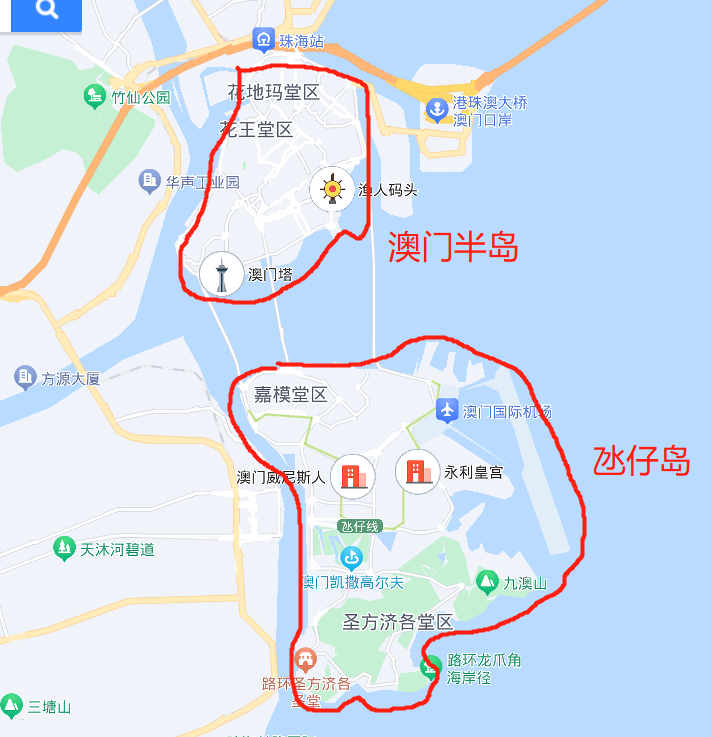 珠海站
花地玛堂区
竹仙公园
港珠澳大桥
澳门口岸
花王堂区
华声工业园
渔人码头
澳门半岛
澳门塔
方源大厦
嘉模堂区
澳门国际机场
氹仔岛
澳门威尼斯人
永利皇宫
氹仔线
天沐河碧道
澳门凯撒高尔夫
九澳山
圣方济各堂区
路环龙爪角
海岸径
路环圣方济各
圣堂
三塘山